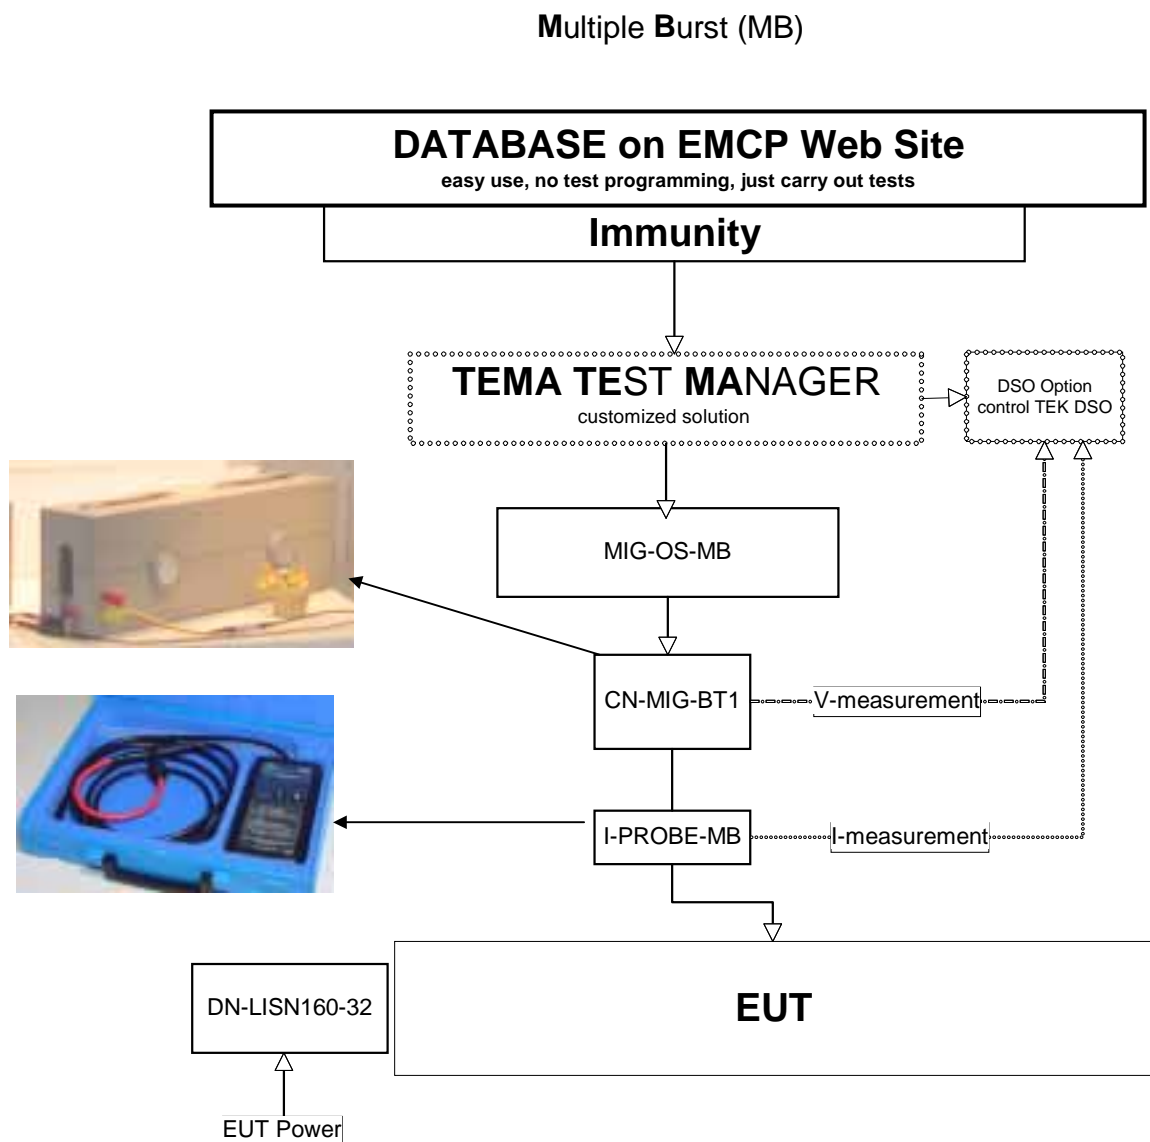 Multiple Burst (MB)
DATABASE on EMCP Web Site
easy use, no test programming, just carry out tests
Immunity
TEMA TEST MANAGER
customized solution
DSO Option
control TEK DSO
MIG-OS-MB
CN-MIG-BT1
V-measurement
I-PROBE-MB
I-measurement
DN-LISN160-32
EUT
EUT Power